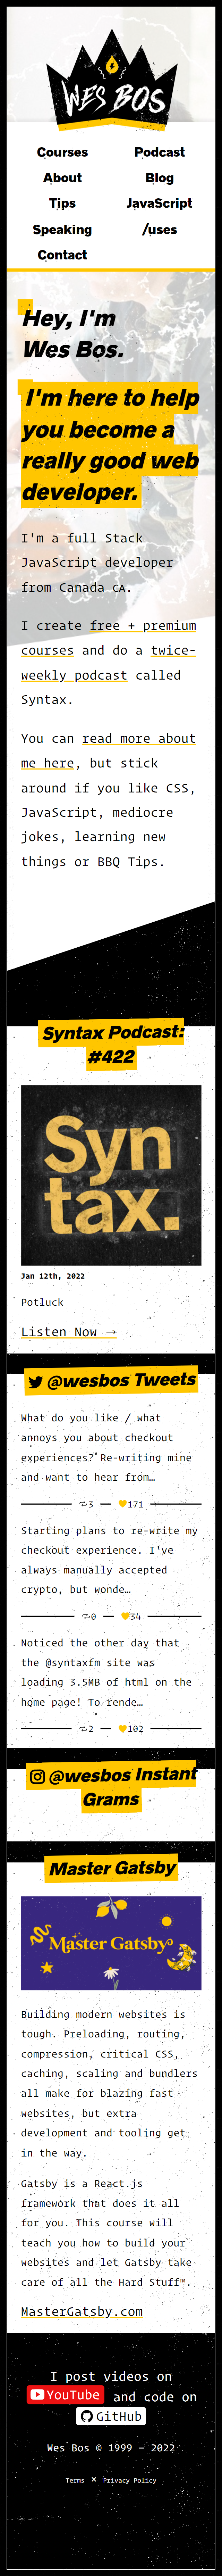 WES BOS
Courses
Podcast
About
Blog
Tips
JavaScript
Speaking
/uses
Contact
Hey, I'm
Wes Bos.
I'm here to help
you become a
really good web
developer.
I'm a full Stack
JavaScript developer
from Canada CA.
I create free + premium
courses and do a twice-
weekly podcast called
Syntax.
You can read more about
me here, but stick
around if you like CSS,
JavaScript, mediocre
jokes, learning new
things or BBQ Tips.
Syntax Podcast:
#422
Syn
tax.
Jan 12th, 2022
Potluck
Listen Now →
@wesbos Tweets
What do you like / what
annoys you about checkout
experiences? Re-writing mine
and want to hear from…
3 171
Starting plans to re-write my
checkout experience. I've
always manually accepted
crypto, but wonde…
0 34
Noticed the other day that
the @syntaxfm site was
loading 3.5MB of html on the
home page! To rende…
2 102
@wesbos Instant
Grams
Master Gatsby
Master Gatsby
Building modern websites is
tough. Preloading, routing,
compression, critical CSS,
caching, scaling and bundlers
all make for blazing fast
websites, but extra
development and tooling get
in the way.
Gatsby is a React.js
framework that does it all
for you. This course will
teach you how to build your
websites and let Gatsby take
care of all the Hard Stuff™.
MasterGatsby.com
I post videos on
YouTube and code on
GitHub
Wes Bos © 1999 — 2022
Terms × Privacy Policy